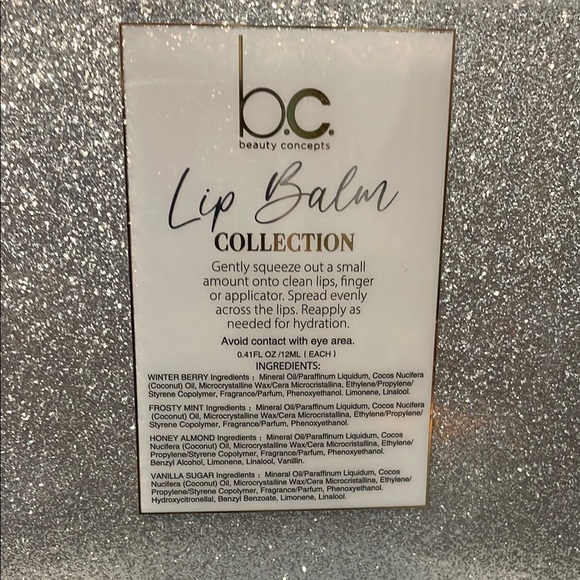 b.c.
beauty concepts
Lip Balm
COLLECTION
Gently squeeze out a small
amount onto clean lips, finger
or applicator. Spread evenly
across the lips. Reapply as
needed for hydration.
Avoid contact with eye area.
0.41FL OZ /12ML ( EACH )
INGREDIENTS:
WINTER BERRY Ingredients : Mineral Oil/Paraffinum Liquidum, Cocos Nucifera
(Coconut) Oil, Microcrystalline Wax/Cera Microcristallina, Ethylene/Propylene/
Styrene Copolymer, Fragrance/Parfum, Phenoxyethanol. Limonene, Linalool.
FROSTY MINT Ingredients : Mineral Oil/Paraffinum Liquidum, Cocos Nucifera
(Coconut) Oil, Microcrystalline Wax/Cera Microcristallina, Ethylene/Propylene/
Styrene Copolymer, Fragrance/Parfum, Phenoxyethanol.
HONEY ALMOND Ingredients : Mineral Oil/Paraffinum Liquidum, Cocos
Nucifera (Coconut) Oil, Microcrystalline Wax/Cera Microcristallina, Ethylene/
Propylene/Styrene Copolymer, Fragrance/Parfum, Phenoxyethanol.
Benzyl Alcohol, Limonene, Linalool, Vanillin.
VANILLA SUGAR Ingredients : Mineral Oil/Paraffinum Liquidum, Cocos
Nucifera (Coconut) Oil, Microcrystalline Wax/Cera Microcristallina, Ethylene/
Propylene/Styrene Copolymer, Fragrance/Parfum, Phenoxyethanol.
Hydroxycitronellal, Benzyl Benzoate, Limonene, Linalool.